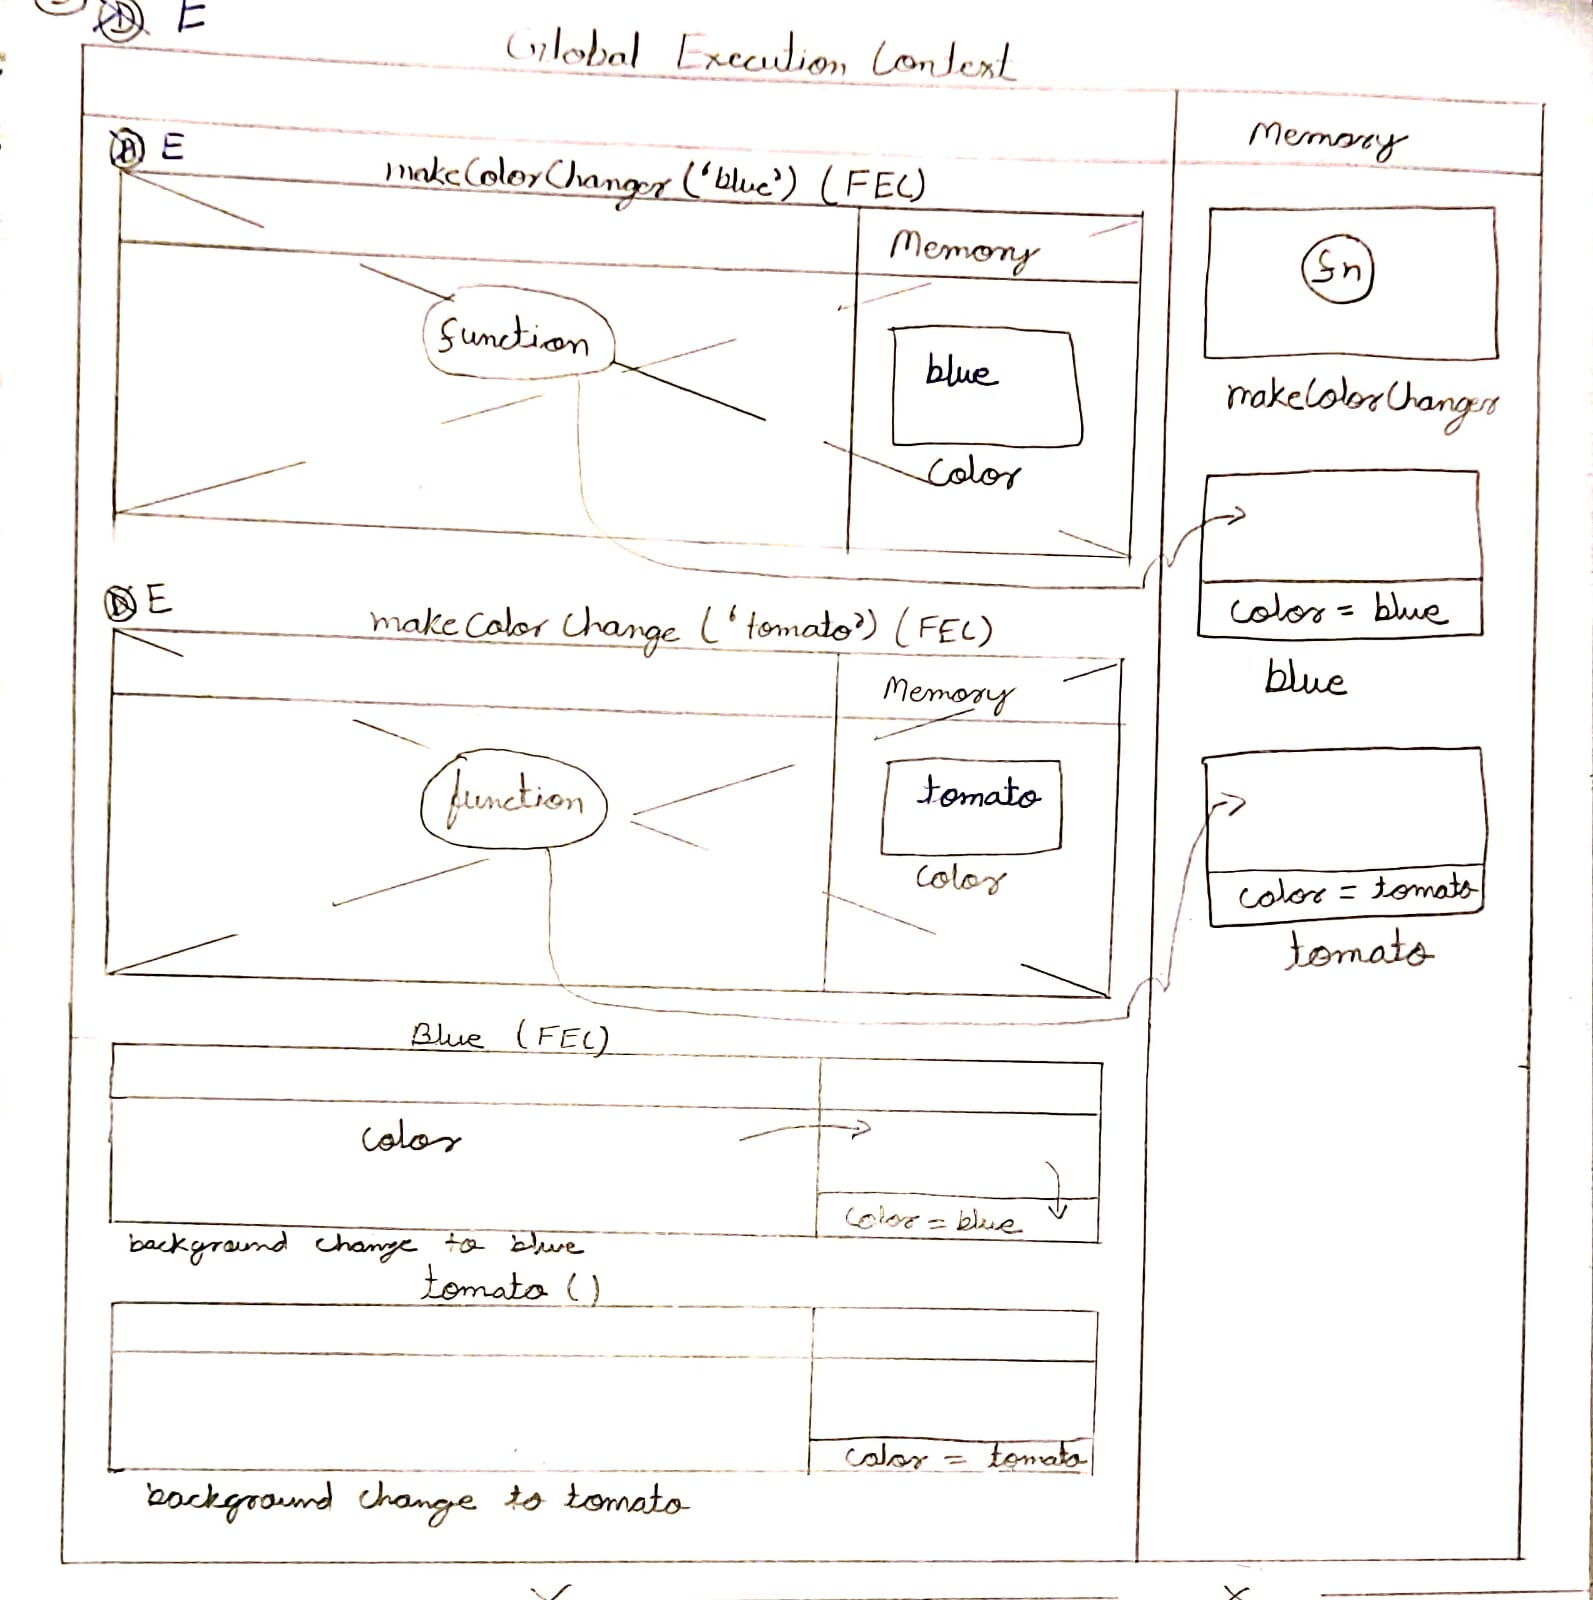 D E
Global Execution Context
Memory
D E
makeColorChanger ('blue') (FEC)
Memory
fn
function
blue
makeColorChanger
color
color = blue
D E
makeColorChange ('tomato') (FEC)
blue
Memory
function
tomato
color
color = tomato
tomato
Blue (FEC)
color
color = blue
background change to blue
tomato ()
color = tomato
background change to tomato